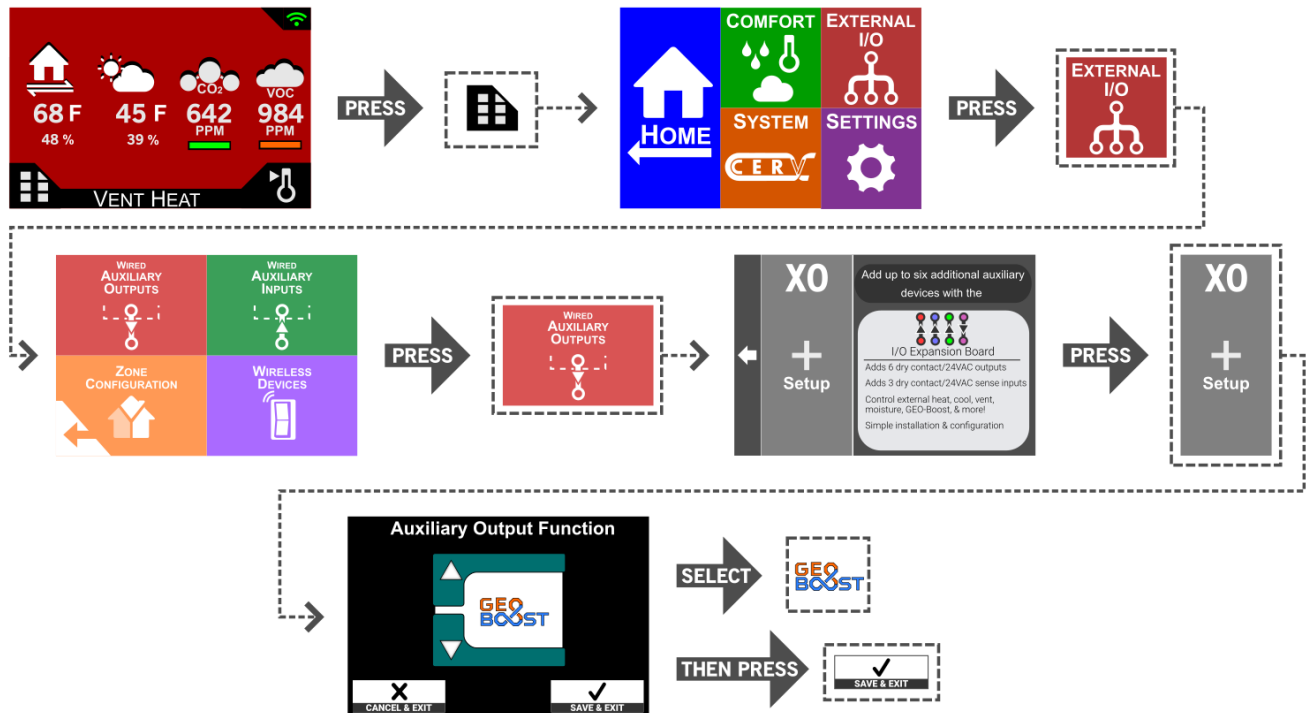 68 F
48 %
45 F
39 %
CO2
642
PPM
VOC
984
PPM
VENT HEAT
PRESS
HOME
COMFORT
EXTERNAL
I/O
SYSTEM
CERV
SETTINGS
PRESS
EXTERNAL
I/O
WIRED
AUXILIARY
OUTPUTS
WIRED
AUXILIARY
INPUTS
ZONE
CONFIGURATION
WIRELESS
DEVICES
PRESS
WIRED
AUXILIARY
OUTPUTS
XO
Setup
Add up to six additional auxiliary
devices with the
I/O Expansion Board
Adds 6 dry contact/24VAC outputs
Adds 3 dry contact/24VAC sense inputs
Control external heat, cool, vent,
moisture, GEO-Boost, & more!
Simple installation & configuration
PRESS
XO
Setup
Auxiliary Output Function
GEO
BOOST
CANCEL & EXIT
SAVE & EXIT
SELECT
GEO
BOOST
THEN PRESS
SAVE & EXIT